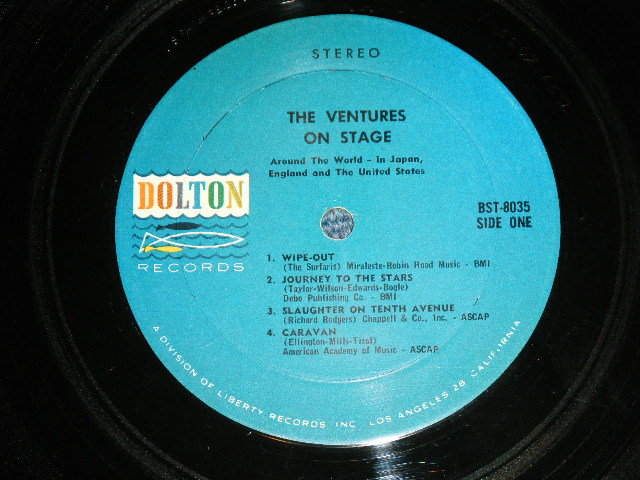 STEREO
THE VENTURES
ON STAGE
Around The World - In Japan,
England and The United States
DOLTON
RECORDS
BST-8035
SIDE ONE
1. WIPE-OUT
(The Surfaris) Miraleste-Robin Hood Music - BMI
2. JOURNEY TO THE STARS
(Taylor-Wilson-Edwards-Bogle)
Dobo Publishing Co. - BMI
3. SLAUGHTER ON TENTH AVENUE
(Richard Rodgers) Chappell & Co., Inc. - ASCAP
4. CARAVAN
(Ellington-Mills-Tizol)
American Academy of Music - ASCAP
A DIVISION OF LIBERTY RECORDS INC. LOS ANGELES 28 CALIFORNIA